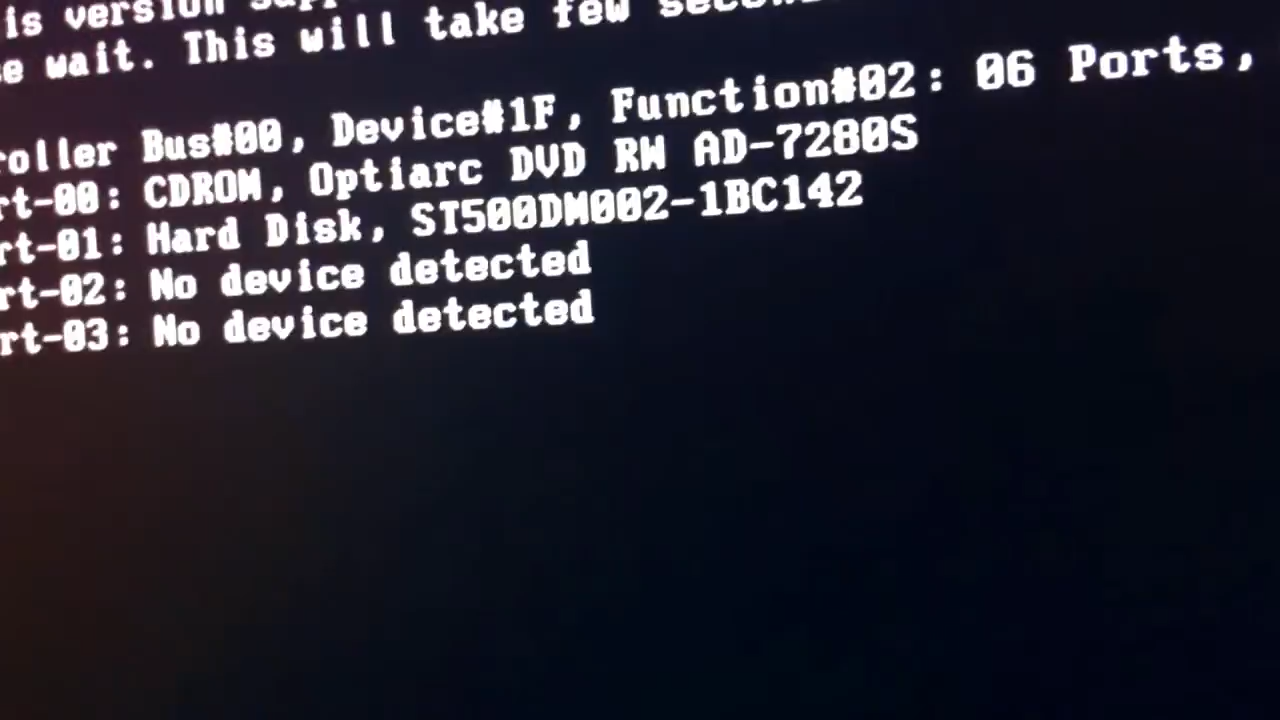 is version
e wait. This will take few
roller Bus#00, Device#1F, Function#02: 06 Ports,
rt-00: CDROM, Optiarc DVD RW AD-7280S
rt-01: Hard Disk, ST500DM002-1BC142
rt-02: No device detected
rt-03: No device detected